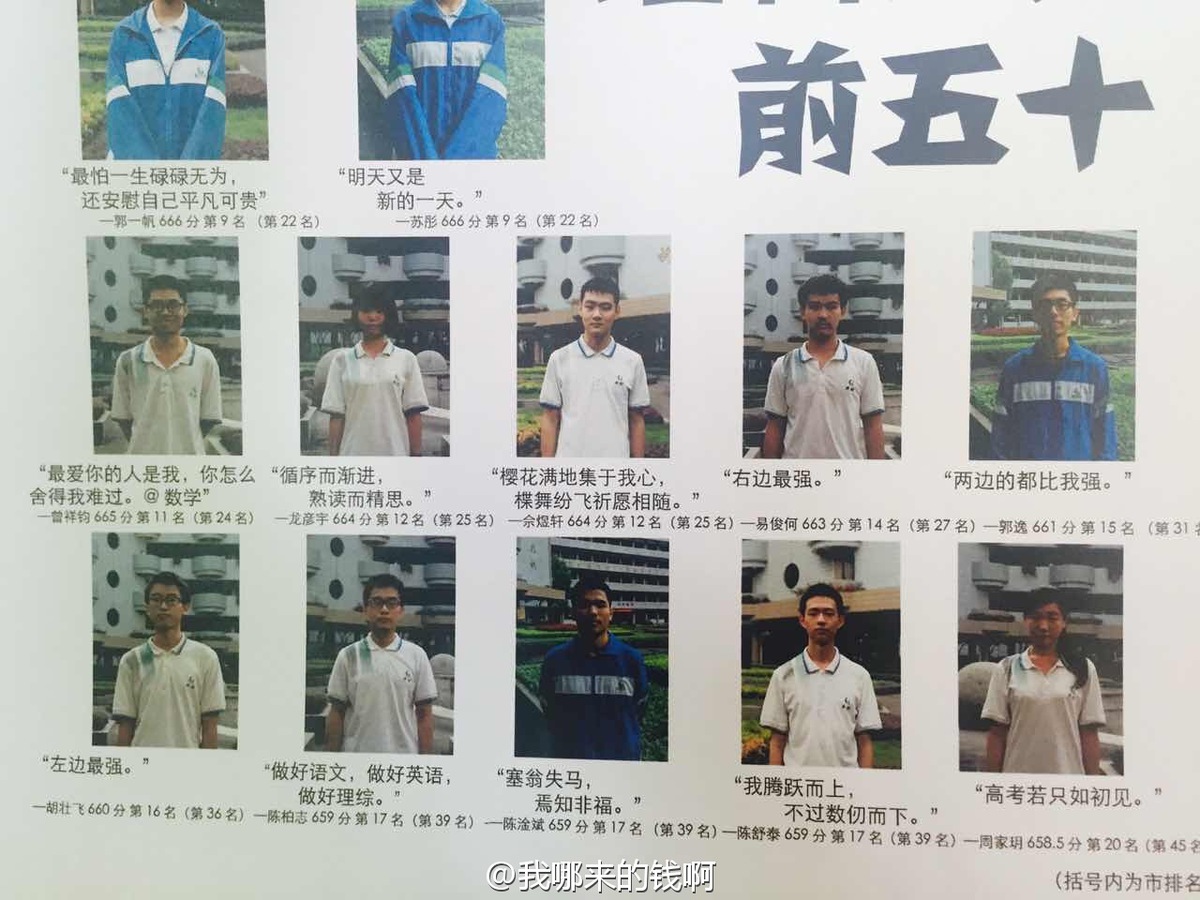 前五十
“最怕一生碌碌无为，
还安慰自己平凡可贵”
—郭一帆 666 分 第 9 名 （第 22 名）
“明天又是
新的一天。”
—苏彤 666 分 第 9 名（第 22 名）
“最爱你的人是我，你怎么
舍得我难过。@ 数学”
—曾祥钧 665 分 第 11 名（第 24 名）
“循序而渐进，
熟读而精思。”
—龙彦宇 664 分 第 12 名（第 25 名）
“樱花满地集于我心，
楪舞纷飞祈愿相随。”
—佘煜轩 664 分 第 12 名（第 25 名）
“右边最强。”
—易俊何 663 分 第 14 名（第 27 名）
“两边的都比我强。”
—郭逸 661 分 第 15 名 （第 31 名
“左边最强。”
—胡壮飞 660 分 第 16 名（第 36 名）
“做好语文，做好英语，
做好理综。”
—陈柏志 659 分 第 17 名（第 39 名）
“塞翁失马，
焉知非福。”
—陈淦斌 659 分 第 17 名（第 39 名）
“我腾跃而上，
不过数仞而下。”
—陈舒泰 659 分 第 17 名（第 39 名）
“高考若只如初见。”
—周家玥 658.5 分 第 20 名（第 45 名
（括号内为市排名
@我哪来的钱啊